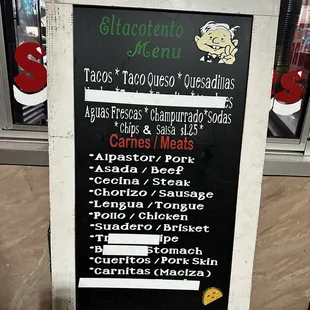 Eltacotento
Menu
Tacos * Taco Queso * Quesadillas
Aguas Frescas * Champurrado * Sodas
* Chips & Salsa $1.25 *
Carnes / Meats
*Alpastor / Pork
*Asada / Beef
*Cecina / Steak
*Chorizo / Sausage
*Lengua / Tongue
*Pollo / Chicken
*Suadero / Brisket
*Cueritos / Pork Skin
*Carnitas (Maciza)